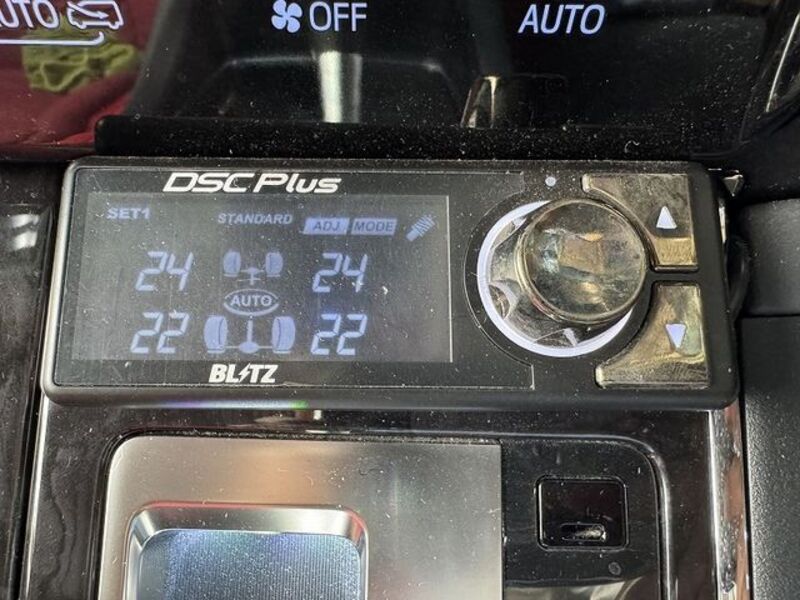 AUTO
OFF
AUTO
DSC Plus
SET1 STANDARD ADJ MODE
24 24
AUTO
22 22
BLITZ